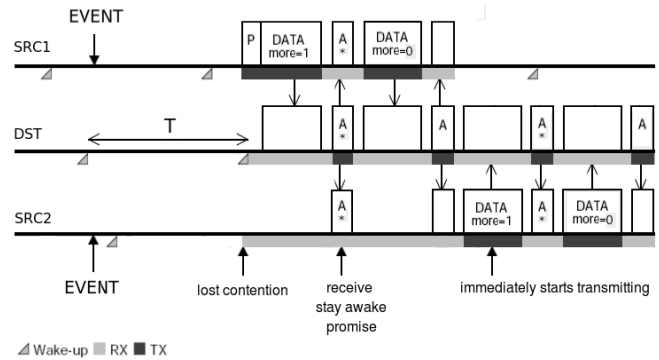 EVENT
SRC1
P
DATA
more=1
A
*
DATA
more=0
T
DST
A
*
A
A
*
A
SRC2
A
*
DATA
more=1
A
*
DATA
more=0
EVENT
lost contention
receive
stay awake
promise
immediately starts transmitting
Wake-up RX TX